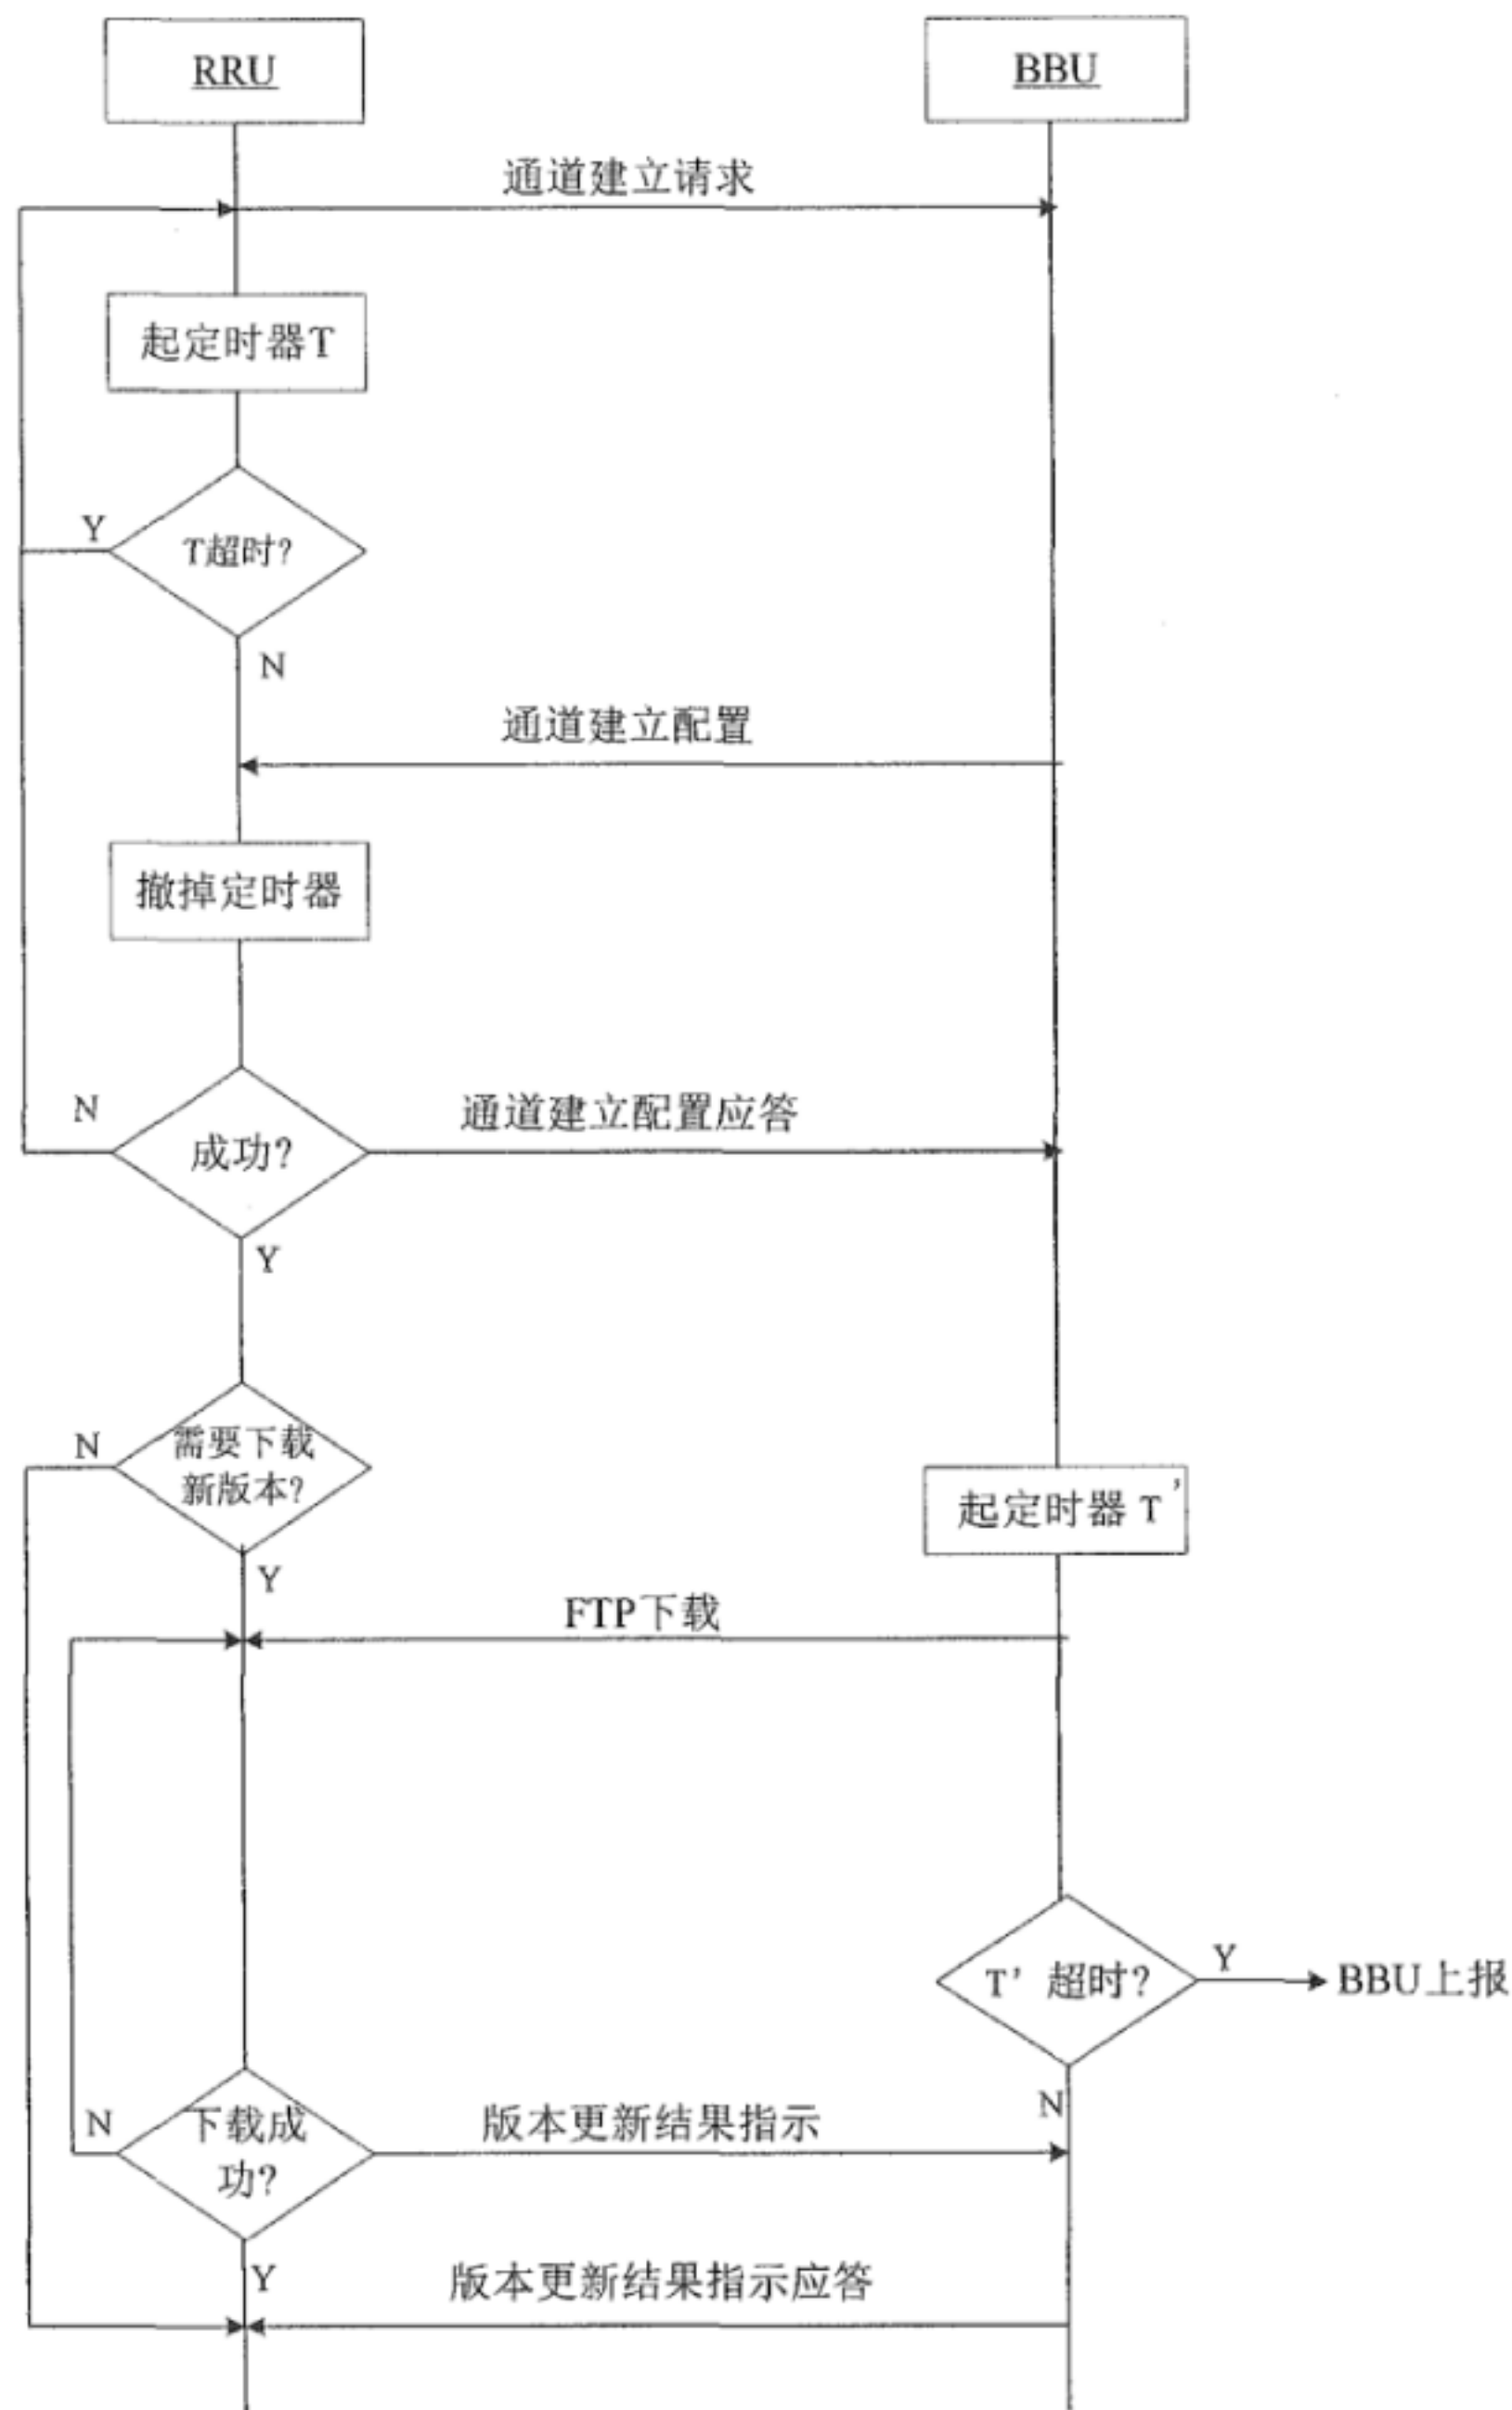 RRU
BBU
通道建立请求
起定时器T
Y
T超时?
N
通道建立配置
撤掉定时器
N
成功?
通道建立配置应答
Y
N
需要下载
新版本?
起定时器 T'
Y
FTP下载
T' 超时?
Y
BBU上报
N
N
下载成
功?
版本更新结果指示
Y
版本更新结果指示应答